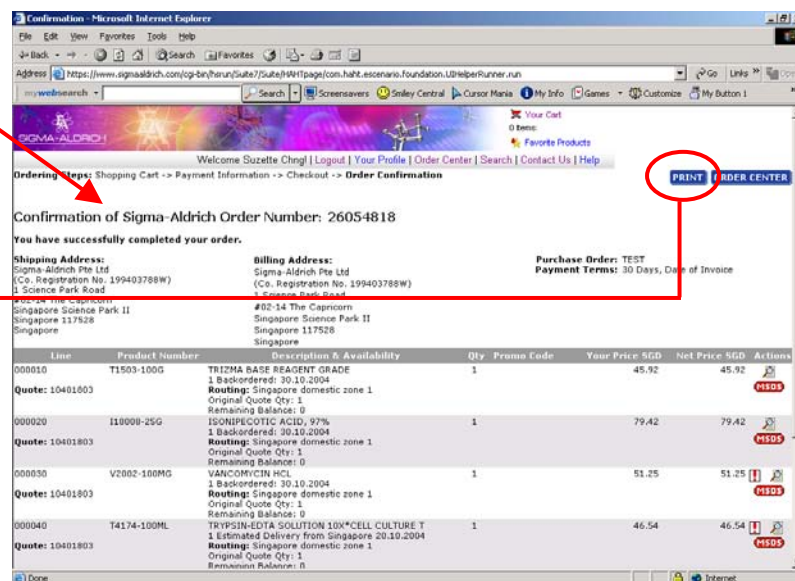 Confirmation - Microsoft Internet Explorer
File Edit View Favorites Tools Help
Back Search Favorites
Address https://www.sigmaaldrich.com/cgi-bin/hsrun/Suite7/Suite/HAHTpage/com.haht.escenario.foundation.UIHelperRunner.run Go Links »
mywebsearch Search Screensavers Smiley Central Cursor Mania My Info Games Customize My Button 1
SIGMA-ALDRICH
Your Cart
0 items
Favorite Products
Welcome Suzette Chngl | Logout | Your Profile | Order Center | Search | Contact Us | Help
Ordering Steps: Shopping Cart -> Payment Information -> Checkout -> Order Confirmation
PRINT ORDER CENTER
Confirmation of Sigma-Aldrich Order Number: 26054818
You have successfully completed your order.
Shipping Address: Billing Address: Purchase Order: TEST
Sigma-Aldrich Pte Ltd Sigma-Aldrich Pte Ltd Payment Terms: 30 Days, Date of Invoice
(Co. Registration No. 199403788W) (Co. Registration No. 199403788W)
1 Science Park Road 1 Science Park Road
#02-14 The Capricorn #02-14 The Capricorn
Singapore Science Park II Singapore Science Park II
Singapore 117528 Singapore 117528
Singapore Singapore
Line Product Number Description & Availability Qty Promo Code Your Price SGD Net Price SGD Actions
000010 T1503-100G TRIZMA BASE REAGENT GRADE 1 45.92 45.92
1 Backordered: 30.10.2004
Quote: 10401803 Routing: Singapore domestic zone 1 MSDS
Original Quote Qty: 1
Remaining Balance: 0
000020 I18008-25G ISONIPECOTIC ACID, 97% 1 79.42 79.42
1 Backordered: 30.10.2004
Quote: 10401803 Routing: Singapore domestic zone 1 MSDS
Original Quote Qty: 1
Remaining Balance: 0
000030 V2002-100MG VANCOMYCIN HCL 1 51.25 51.25
1 Backordered: 30.10.2004
Quote: 10401803 Routing: Singapore domestic zone 1 MSDS
Original Quote Qty: 1
Remaining Balance: 0
000040 T4174-100ML TRYPSIN-EDTA SOLUTION 10X*CELL CULTURE T 1 46.54 46.54
1 Estimated Delivery from Singapore 20.10.2004
Quote: 10401803 Routing: Singapore domestic zone 1 MSDS
Original Quote Qty: 1
Remaining Balance: 0
Done Internet